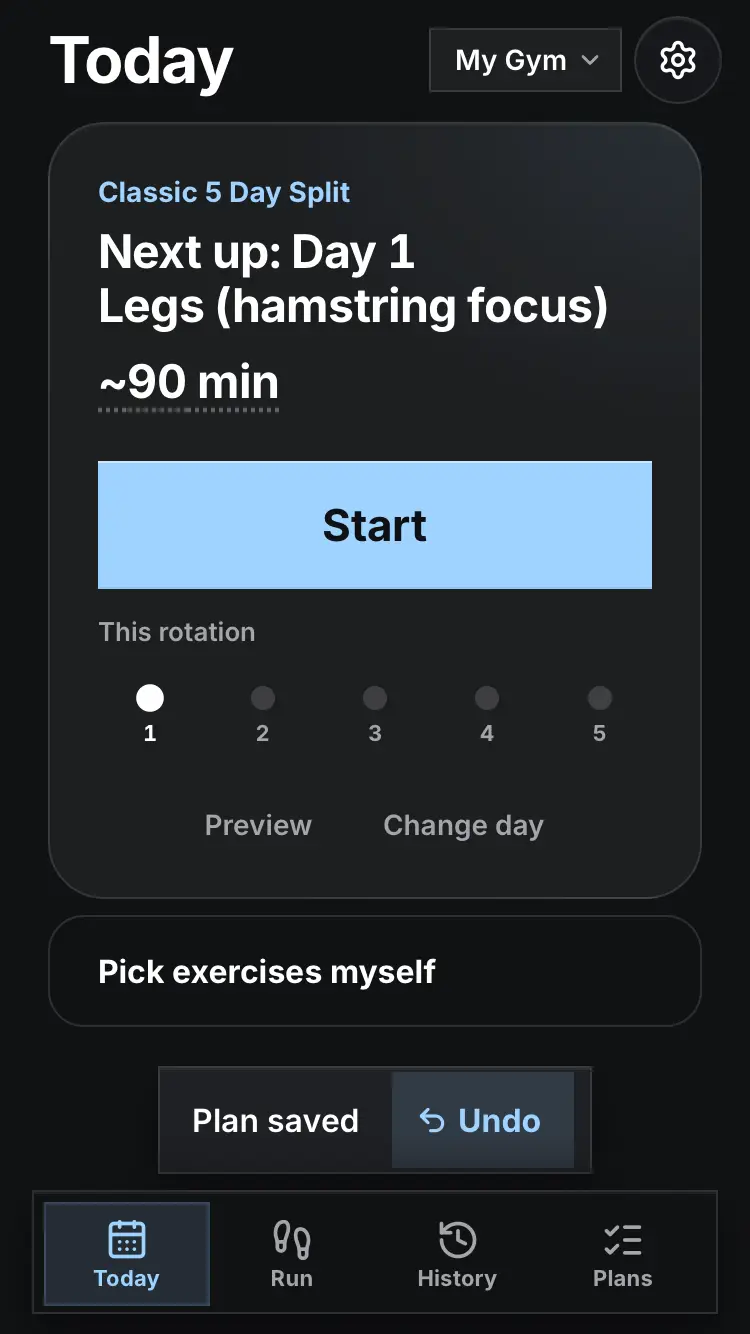 Today
My Gym
Classic 5 Day Split
Next up: Day 1
Legs (hamstring focus)
~90 min
Start
This rotation
1 2 3 4 5
Preview Change day
Pick exercises myself
Plan saved Undo
Today Run History Plans